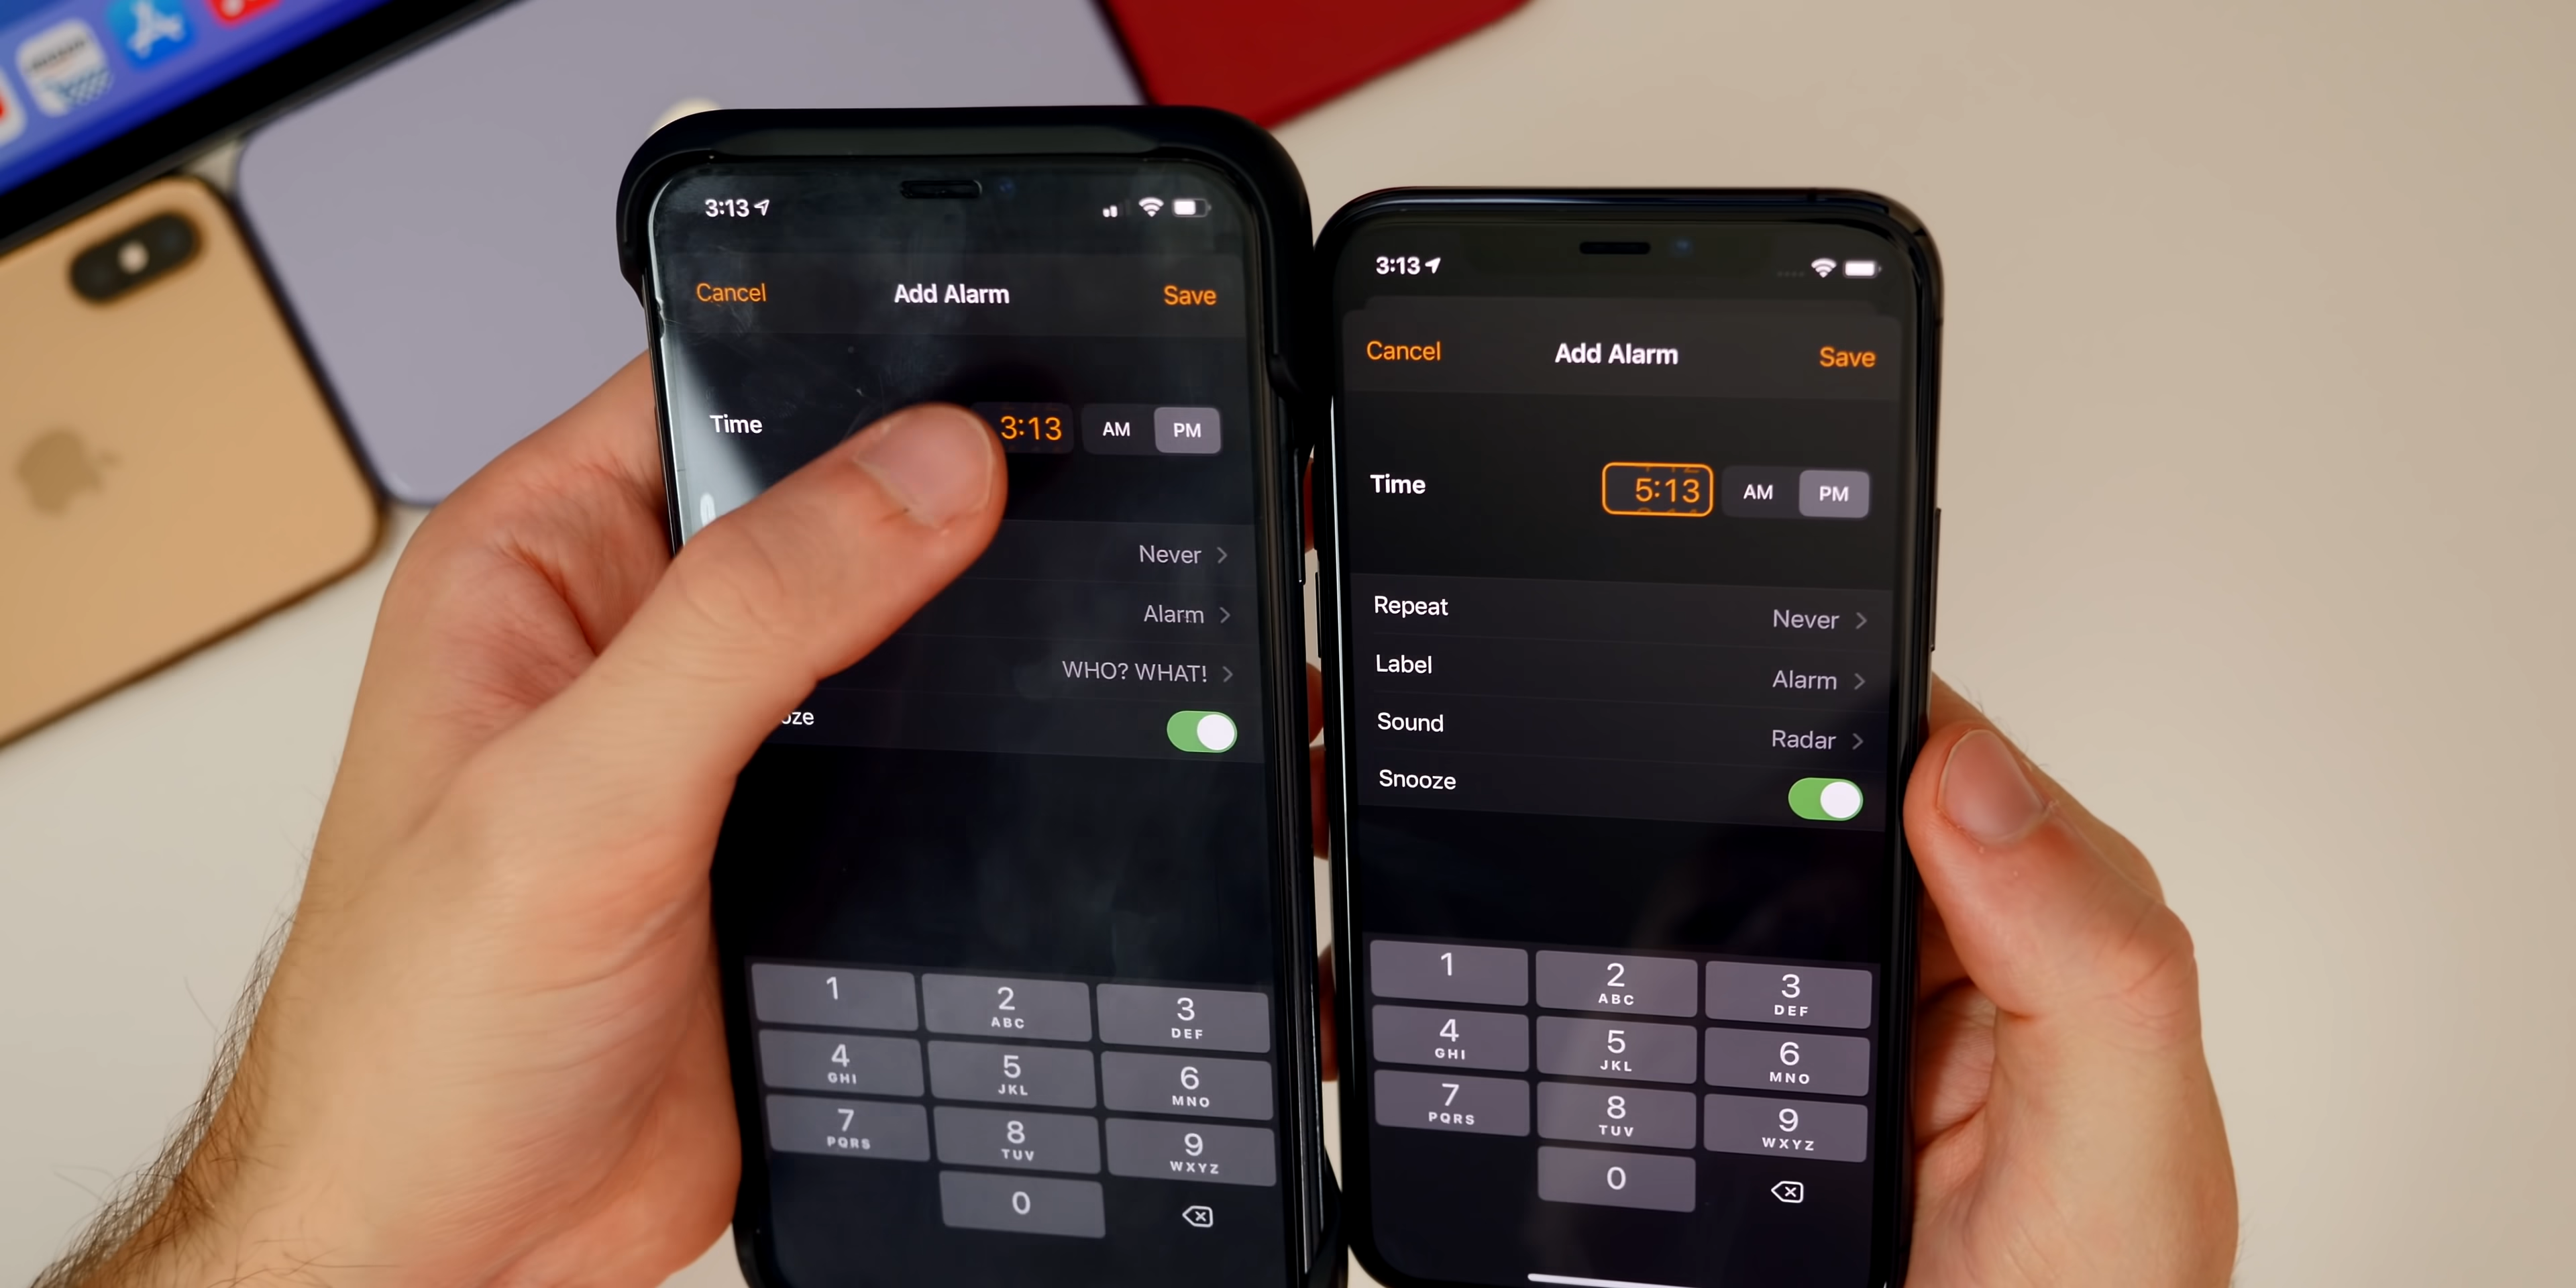 3:13
Cancel Add Alarm Save
Time 3:13 AM PM
Never
Alarm
WHO? WHAT!
oze
1 2 ABC 3 DEF
4 GHI 5 JKL 6 MNO
7 PQRS 8 TUV 9 WXYZ
0
3:13
Cancel Add Alarm Save
Time 5:13 AM PM
Repeat Never
Label Alarm
Sound Radar
Snooze
1 2 ABC 3 DEF
4 GHI 5 JKL 6 MNO
7 PQRS 8 TUV 9 WXYZ
0